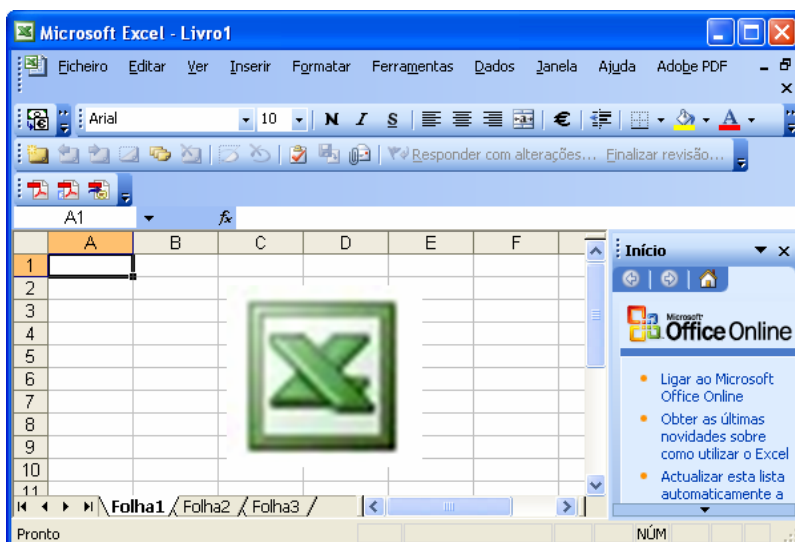 Microsoft Excel - Livro1
Ficheiro Editar Ver Inserir Formatar Ferramentas Dados Janela Ajuda Adobe PDF
Arial 10 N I S €
Responder com alterações... Finalizar revisão...
A1 fx
A B C D E F
1
2
3
4
5
6
7
8
9
10
11
Início
Microsoft
Office Online
Ligar ao Microsoft
Office Online
Obter as últimas
novidades sobre
como utilizar o Excel
Actualizar esta lista
automaticamente a
Folha1 Folha2 Folha3
Pronto NÚM